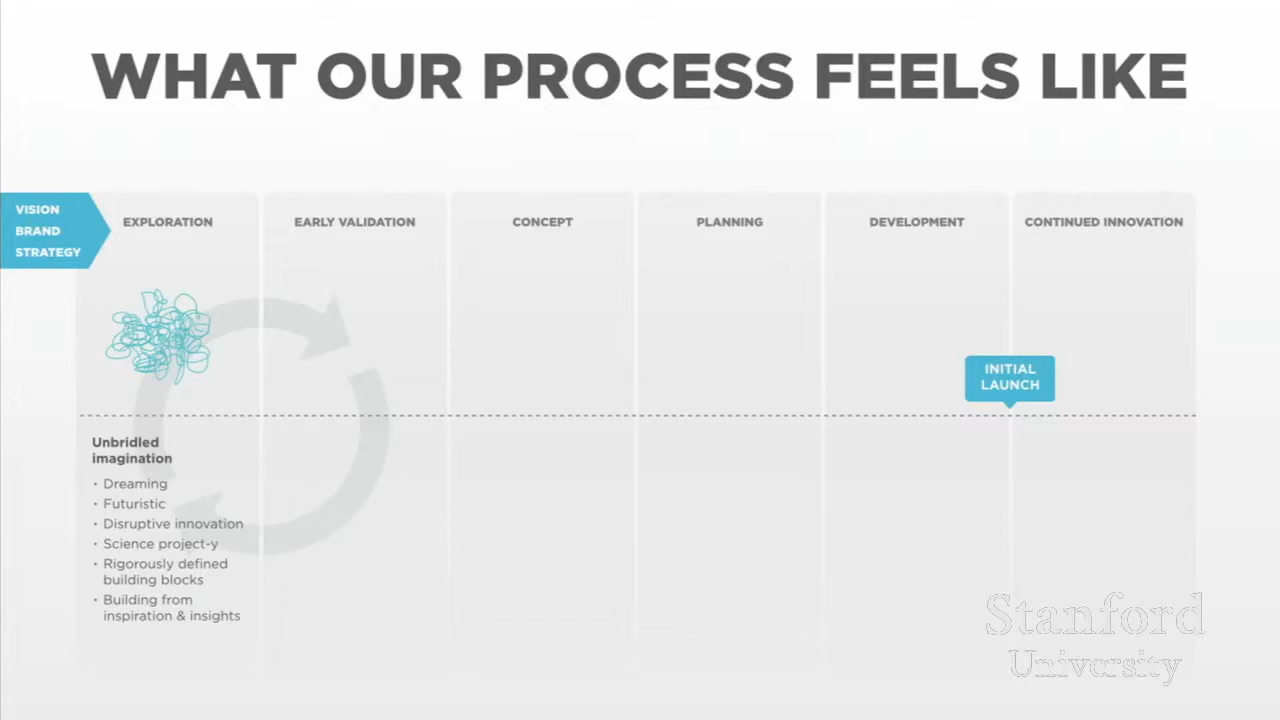 WHAT OUR PROCESS FEELS LIKE
VISION
BRAND
STRATEGY
EXPLORATION
EARLY VALIDATION
CONCEPT
PLANNING
DEVELOPMENT
CONTINUED INNOVATION
INITIAL
LAUNCH
Unbridled
imagination
· Dreaming
· Futuristic
· Disruptive innovation
· Science project-y
· Rigorously defined
building blocks
· Building from
inspiration & insights
Stanford
University